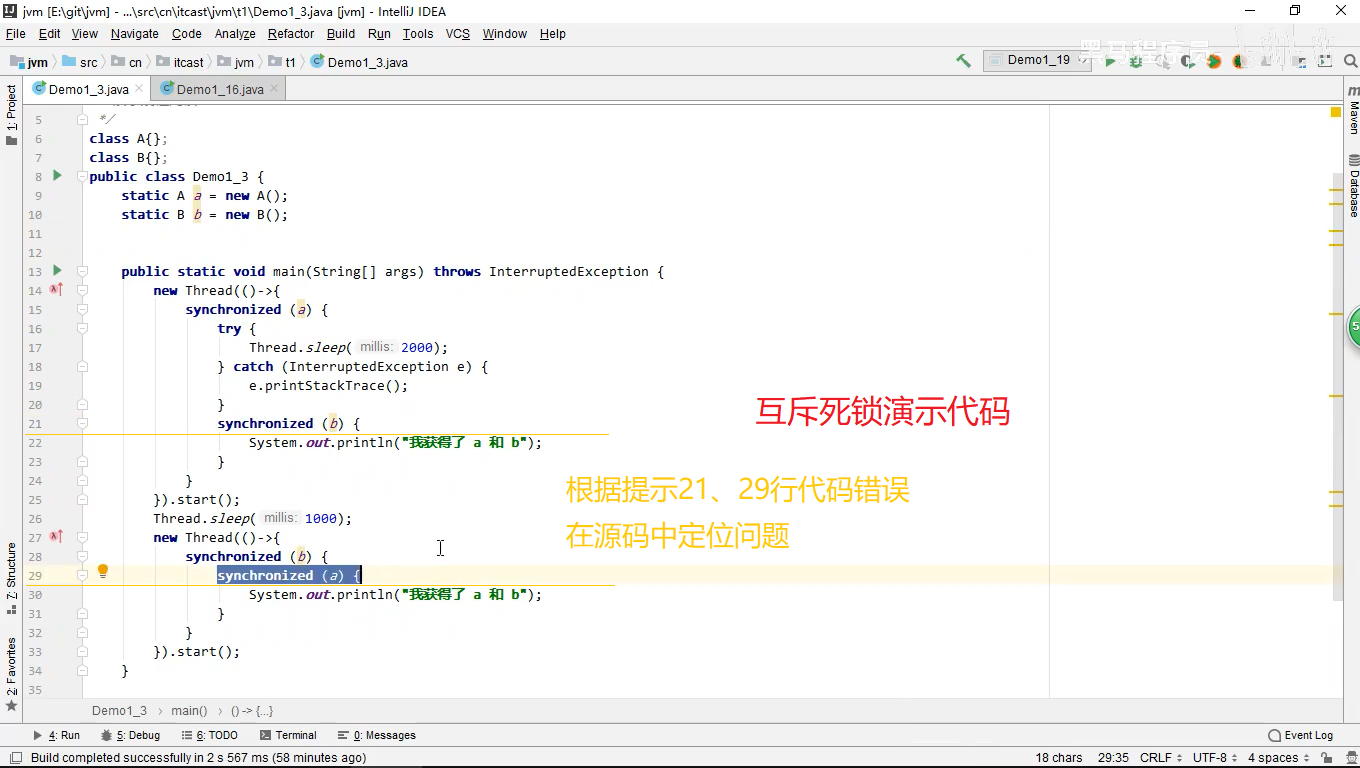 jvm [E:\git\jvm] - ...\src\cn\itcast\jvm\t1\Demo1_3.java [jvm] - IntelliJ IDEA
File Edit View Navigate Code Analyze Refactor Build Run Tools VCS Window Help
jvm src cn itcast jvm t1 Demo1_3.java Demo1_19
黑马程序员
Demo1_3.java Demo1_16.java
1: Project
Maven
Database
7: Structure
2: Favorites
5 */
6 class A{};
7 class B{};
8 public class Demo1_3 {
9 static A a = new A();
10 static B b = new B();
11
12
13 public static void main(String[] args) throws InterruptedException {
14 new Thread(()->{
15 synchronized (a) {
16 try {
17 Thread.sleep( millis: 2000);
18 } catch (InterruptedException e) {
19 e.printStackTrace();
20 }
21 synchronized (b) {
22 System.out.println("我获得了 a 和 b");
23 }
24 }
25 }).start();
26 Thread.sleep( millis: 1000);
27 new Thread(()->{
28 synchronized (b) {
29 synchronized (a) {
30 System.out.println("我获得了 a 和 b");
31 }
32 }
33 }).start();
34 }
35
互斥死锁演示代码
根据提示21、29行代码错误
在源码中定位问题
Demo1_3 › main() › () -> {...}
4: Run 5: Debug 6: TODO Terminal 0: Messages Event Log
Build completed successfully in 2 s 567 ms (58 minutes ago) 18 chars 29:35 CRLF UTF-8 4 spaces